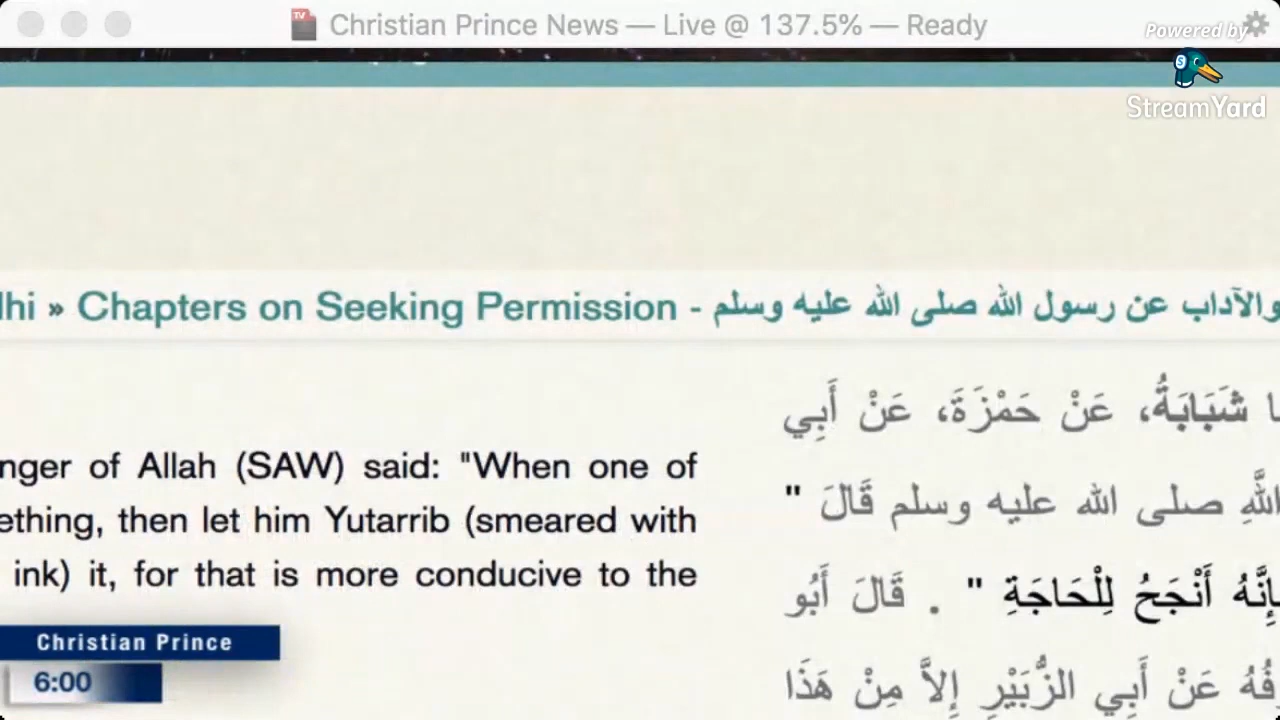 Christian Prince News — Live @ 137.5% — Ready
Powered by
StreamYard
dhi » Chapters on Seeking Permission - والآداب عن رسول الله صلى الله عليه وسلم
شَبَابَةُ، عَنْ حَمْزَةَ، عَنْ أَبِي
nger of Allah (SAW) said: "When one of
اللَّهِ صلى الله عليه وسلم قَالَ "
ething, then let him Yutarrib (smeared with
ink) it, for that is more conducive to the
فَإِنَّهُ أَنْجَحُ لِلْحَاجَةِ " . قَالَ أَبُو
Christian Prince
6:00
عَنْ أَبِي الزُّبَيْرِ إِلاَّ مِنْ هَذَا